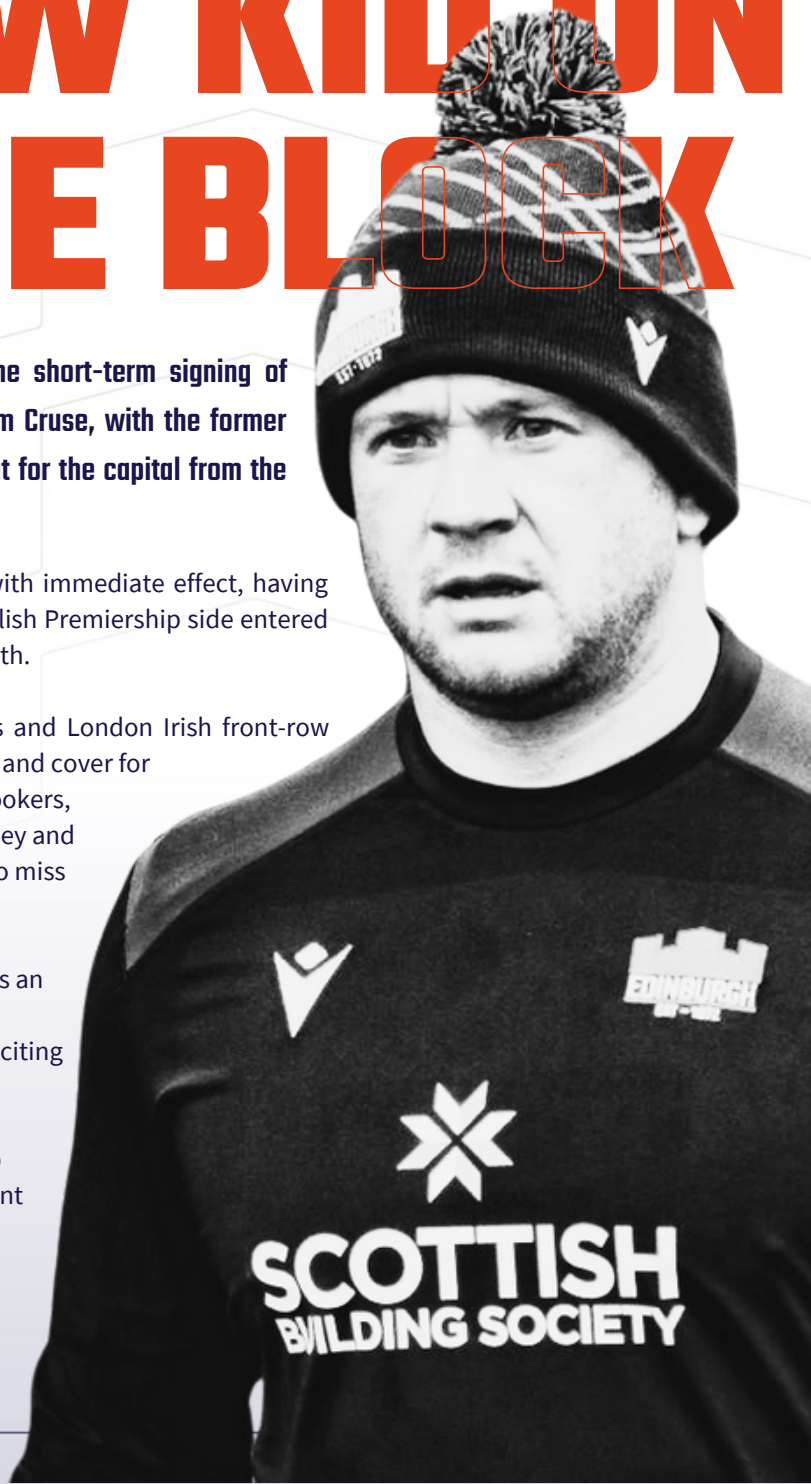 W KID ON
E BLOCK
ne short-term signing of
m Cruse, with the former
t for the capital from the
with immediate effect, having
lish Premiership side entered
th.
s and London Irish front-row
and cover for
ookers,
ey and
o miss
s an
citing
nt
EDINBURGH
SCOTTISH
BUILDING SOCIETY